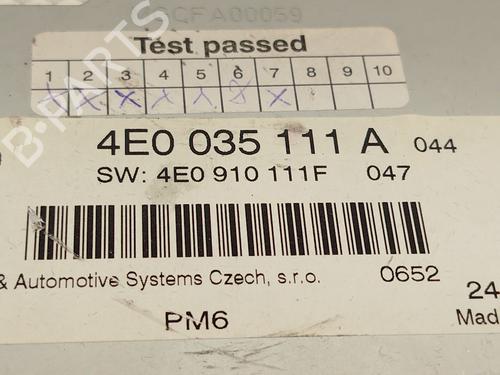 Test passed
1 2 3 4 5 6 7 8 9 10
X X X X X 8 X
4E0 035 111 A 044
SW: 4E0 910 111F 047
& Automotive Systems Czech, s.r.o. 0652
24
PM6
Mad
B-PARTS